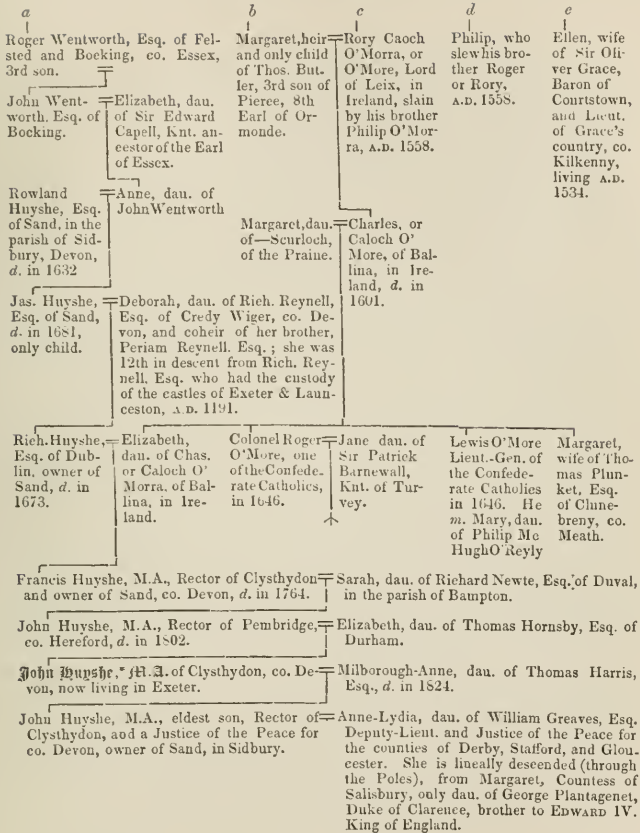 a
b
c
d
e
Roger Wentworth, Esq. of Fel-
sted and Bocking, co. Essex,
3rd son.
Margaret, heir
and only child
of Thos. But-
ler, 3rd son of
Pierce, 8th
Earl of Or-
monde.
Rory Caoch
O'Morra, or
O'More, Lord
of Leix, in
Ireland, slain
by his brother
Philip O'Mor-
ra, A.D. 1558.
Philip, who
slew his bro-
ther Roger
or Rory,
A.D. 1558.
Ellen, wife
of Sir Oli-
ver Grace,
Baron of
Courtstown,
and Lieut.
of Grace's
country, co.
Kilkenny,
living A.D.
1534.
John Went-
worth, Esq. of
Bocking.
Elizabeth, dau.
of Sir Edward
Capell, Knt. an-
cestor of the Earl
of Essex.
Rowland
Huyshe, Esq.
of Sand, in the
parish of Sid-
bury, Devon,
d. in 1632
Anne, dau. of
John Wentworth
Margaret, dau.
of—Scurloch,
of the Praine.
Charles, or
Caloch O'
More, of Bal-
lina, in Ire-
land, d. in
1601.
Jas. Huyshe,
Esq. of Sand,
d. in 1681,
only child.
Deborah, dau. of Rich. Reynell,
Esq. of Credy Wiger, co. De-
von, and coheir of her brother,
Periam Reynell, Esq.; she was
12th in descent from Rich. Rey-
nell, Esq. who had the custody
of the castles of Exeter & Laun-
ceston, A.D. 1191.
Rich. Huyshe,
Esq. of Dub-
lin, owner of
Sand, d. in
1673.
Elizabeth,
dau. of Chas.
or Caloch O'
Morra, of Bal-
lina, in Ire-
land.
Colonel Roger
O'More, one
of the Confede-
rate Catholics,
in 1646.
Jane dau. of
Sir Patrick
Barnewall,
Knt. of Tur-
vey.
Lewis O'More
Lieut.-Gen. of
the Confede-
rate Catholics
in 1646. He
m. Mary, dau.
of Philip Mc
Hugh O'Reyly
Margaret,
wife of Tho-
mas Plun-
ket, Esq.
of Clune-
breny, co.
Meath.
Francis Huyshe, M.A., Rector of Clysthydon
and owner of Sand, co. Devon, d. in 1764.
Sarah, dau. of Richard Newte, Esq. of Duval,
in the parish of Bampton.
John Huyshe, M.A., Rector of Pembridge,
co. Hereford, d. in 1802.
Elizabeth, dau. of Thomas Hornsby, Esq. of
Durham.
John Huyshe,* M.A. of Clysthydon, co. De-
von, now living in Exeter.
Milborough-Anne, dau. of Thomas Harris,
Esq., d. in 1824.
John Huyshe, M.A., eldest son, Rector of
Clysthydon, and a Justice of the Peace for
co. Devon, owner of Sand, in Sidbury.
Anne-Lydia, dau. of William Greaves, Esq.
Deputy-Lieut. and Justice of the Peace for
the counties of Derby, Stafford, and Glou-
cester. She is lineally descended (through
the Poles), from Margaret, Countess of
Salisbury, only dau. of George Plantagenet,
Duke of Clarence, brother to EDWARD IV.
King of England.